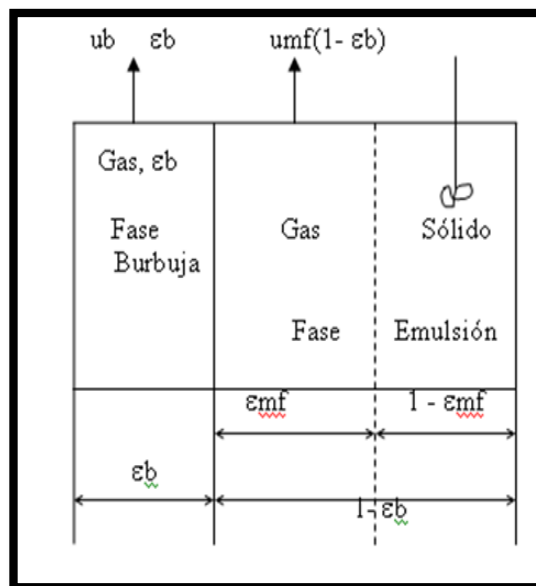 ub εb umf(1- εb)
Gas, εb
Fase Gas Sólido
Burbuja
Fase Emulsión
εmf 1 - εmf
εb
1- εb